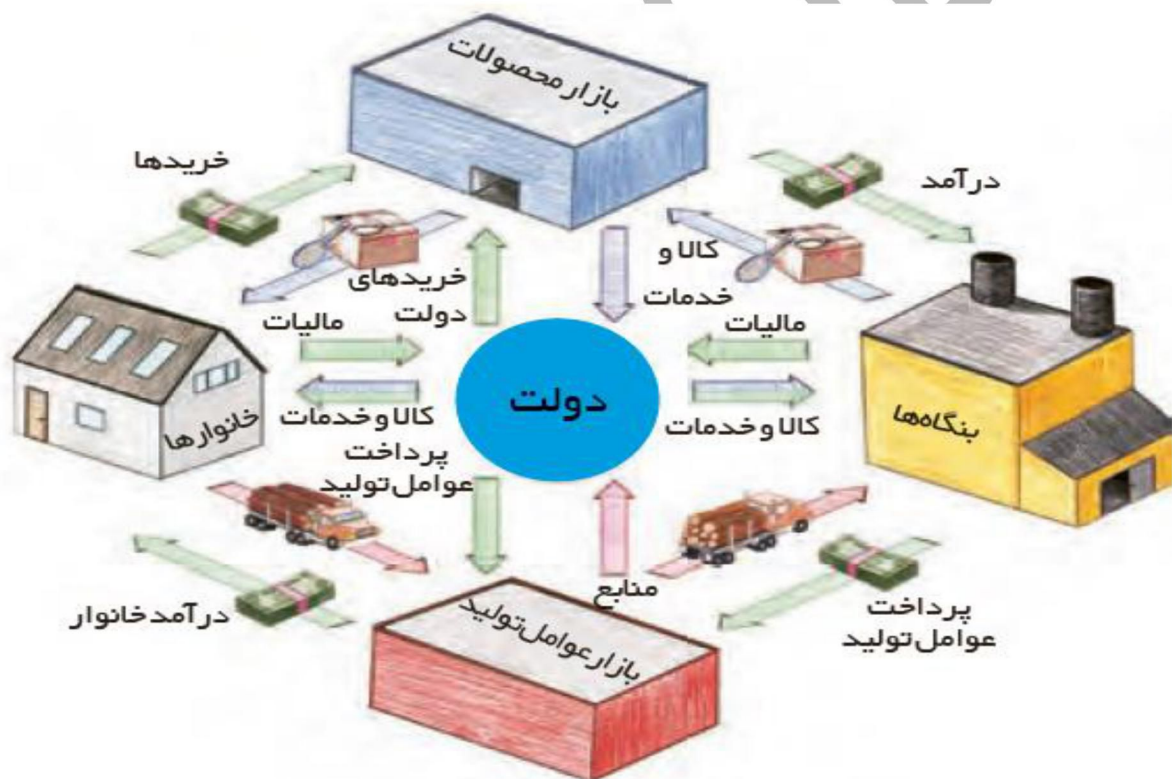 بازار محصولات
خریدها
درآمد
کالا و
خدمات
خریدهای
دولت
مالیات
مالیات
دولت
خانوارها
بنگاه‌ها
کالا و خدمات
کالا و خدمات
پرداخت
عوامل تولید
منابع
درآمد خانوار
پرداخت
عوامل تولید
بازار عوامل تولید